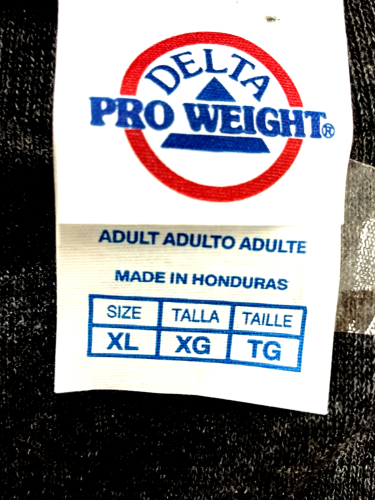 DELTA
PRO WEIGHT®
ADULT ADULTO ADULTE
MADE IN HONDURAS
SIZE TALLA TAILLE
XL XG TG